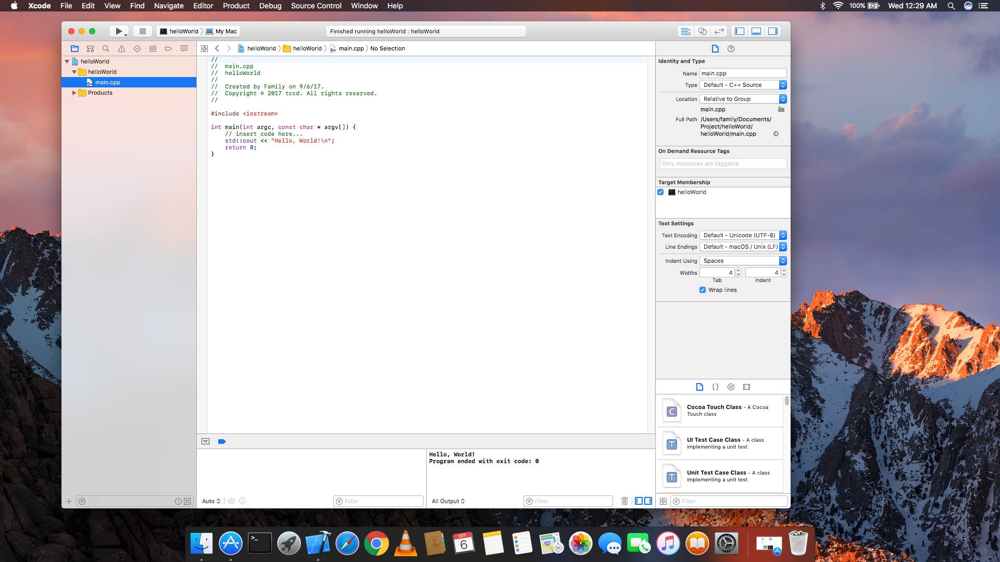 Xcode File Edit View Find Navigate Editor Product Debug Source Control Window Help 100% Wed 12:29 AM
helloWorld My Mac
Finished running helloWorld : helloWorld
helloWorld helloWorld main.cpp No Selection
helloWorld
helloWorld
main.cpp
Products
Filter
//
//  main.cpp
//  helloWorld
//
//  Created by Family on 9/6/17.
//  Copyright © 2017 tccd. All rights reserved.
//
#include <iostream>
int main(int argc, const char * argv[]) {
    // insert code here...
    std::cout << "Hello, World!\n";
    return 0;
}
Auto
Filter
Hello, World!
Program ended with exit code: 0
All Output
Filter
Identity and Type
Name main.cpp
Type Default - C++ Source
Location Relative to Group
main.cpp
Full Path /Users/family/Documents/
Project/helloWorld/
helloWorld/main.cpp
On Demand Resource Tags
Only resources are taggable
Target Membership
helloWorld
Text Settings
Text Encoding Default - Unicode (UTF-8)
Line Endings Default - macOS / Unix (LF)
Indent Using Spaces
Widths 4 4
Tab Indent
Wrap lines
{}
C
Cocoa Touch Class - A Cocoa
Touch class
T
UI Test Case Class - A class
implementing a unit test
T
Unit Test Case Class - A class
implementing a unit test
Filter
>_
SEP
6
3D